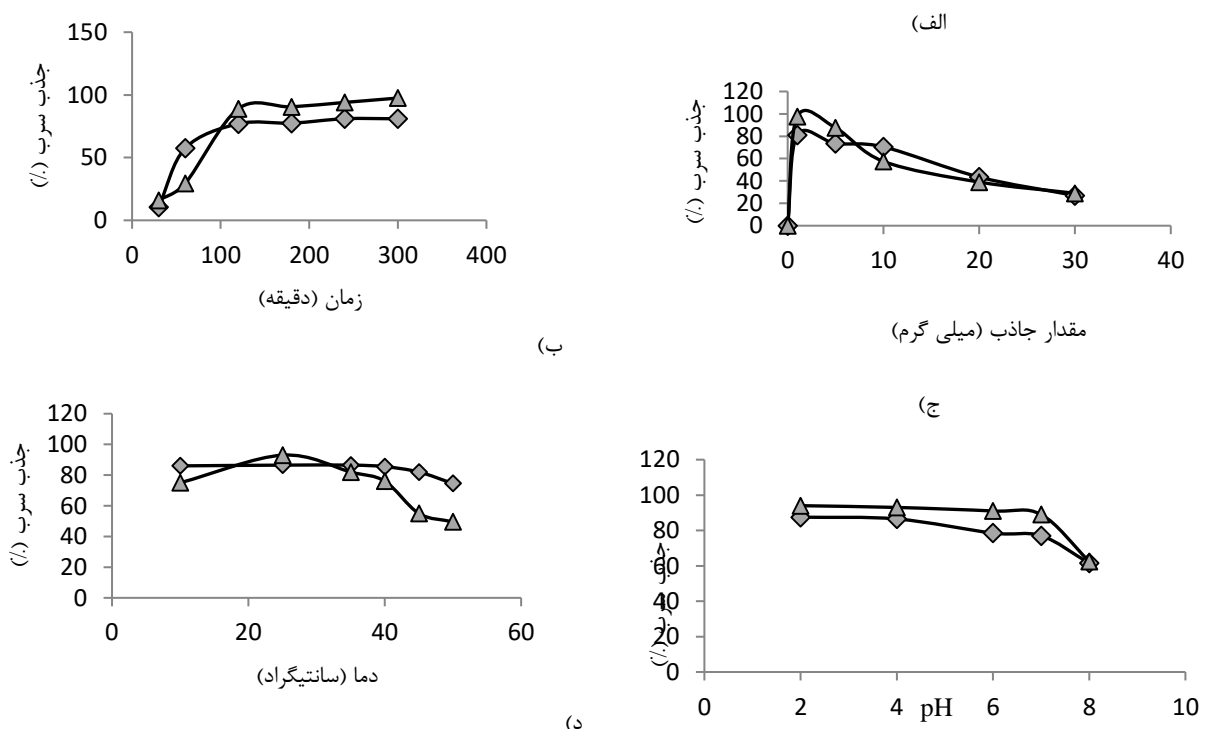 الف)
120
100
80
60
40
20
0
جذب سرب (٪)
0 10 20 30 40
مقدار جاذب (میلی گرم)
150
100
50
0
جذب سرب (٪)
0 100 200 300 400
زمان (دقیقه)
ب)
ج)
120
100
80
60
40
20
0
جذب سرب (٪)
0 2 4 pH 6 8 10
120
100
80
60
40
20
0
جذب سرب (٪)
0 20 40 60
دما (سانتیگراد)
د)